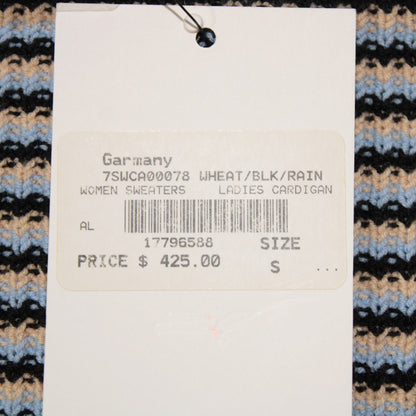 Garmany
7SWCA00078 WHEAT/BLK/RAIN
WOMEN SWEATERS LADIES CARDIGAN
AL
17796588 SIZE
PRICE $ 425.00 S ...